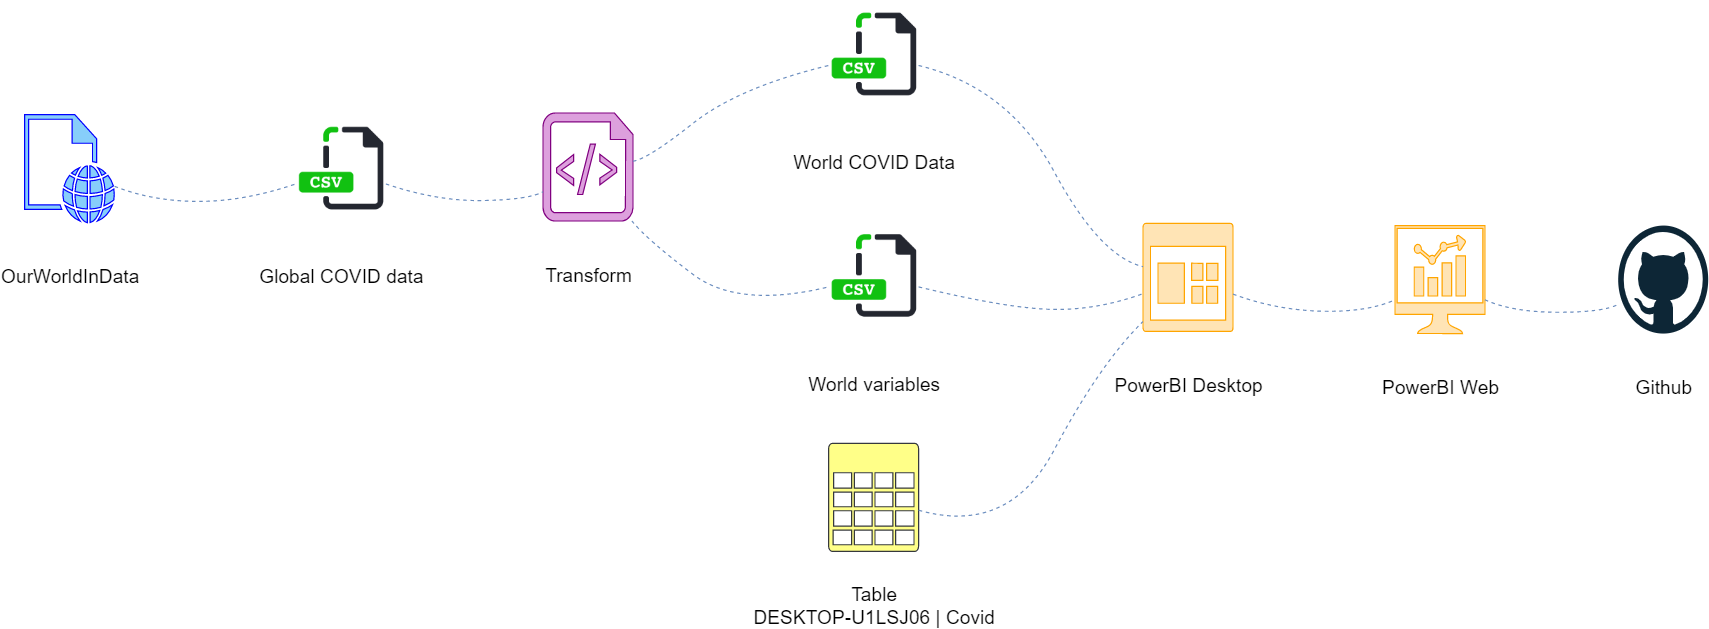 CSV
World COVID Data
OurWorldInData
CSV
Global COVID data
</>
Transform
CSV
World variables
PowerBI Desktop
PowerBI Web
Github
Table
DESKTOP-U1LSJ06 | Covid